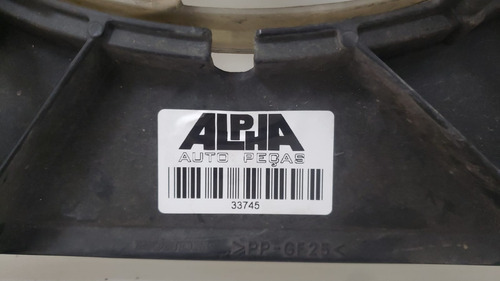 ALPHA
AUTO PEÇAS
33745
>PP-GF25<